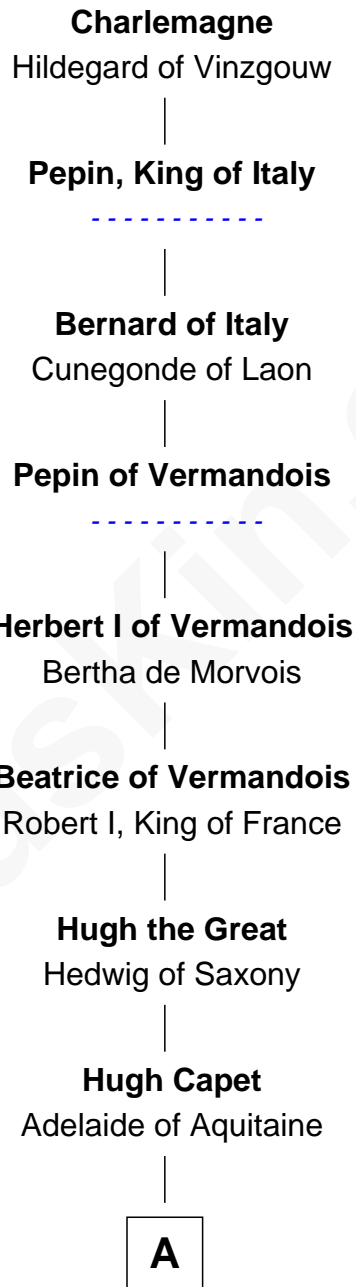 Charlemagne
Hildegard of Vinzgouw
Pepin, King of Italy
- - - - - - - - - - -
Bernard of Italy
Cunegonde of Laon
Pepin of Vermandois
- - - - - - - - - - -
Herbert I of Vermandois
Bertha de Morvois
Beatrice of Vermandois
Robert I, King of France
Hugh the Great
Hedwig of Saxony
Hugh Capet
Adelaide of Aquitaine
A